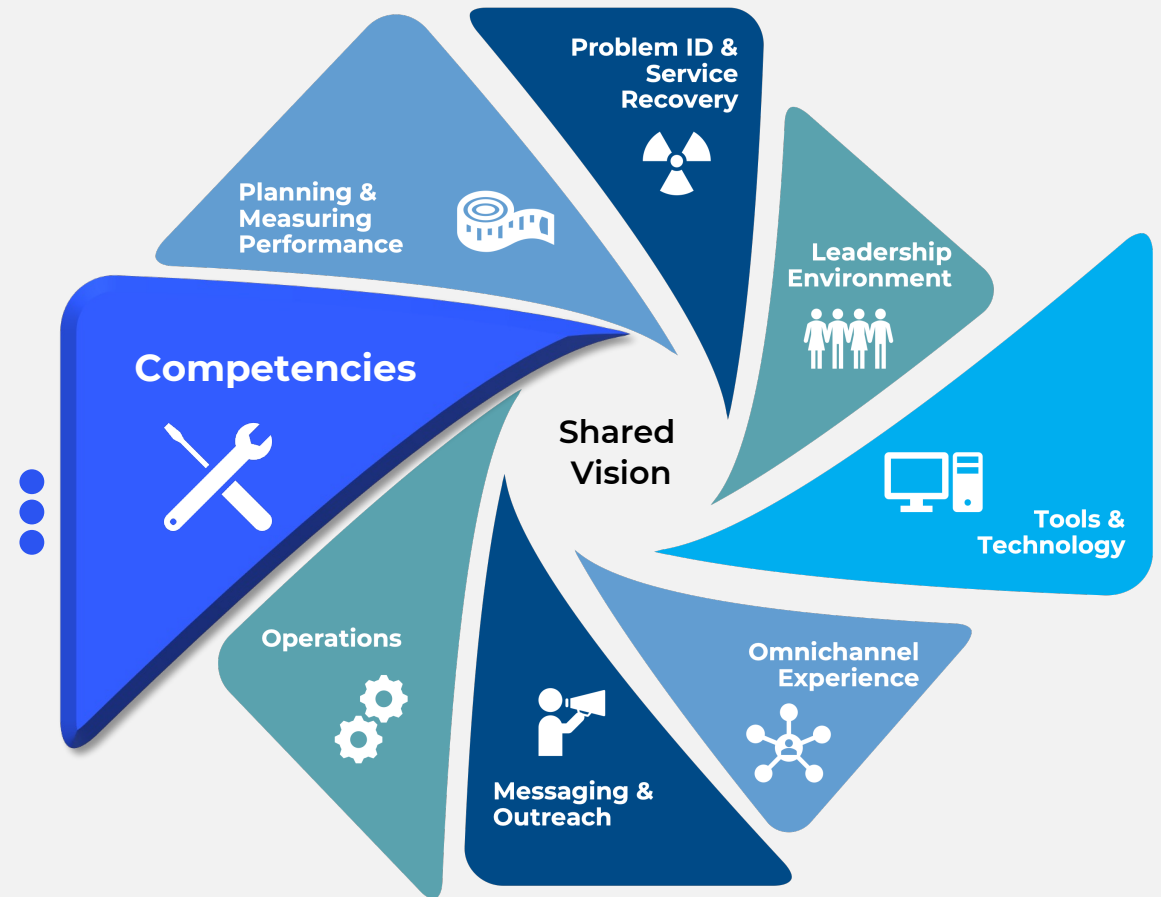 Problem ID &
Service
Recovery
Planning &
Measuring
Performance
Leadership
Environment
Competencies
Shared
Vision
Tools &
Technology
Operations
Omnichannel
Experience
Messaging &
Outreach